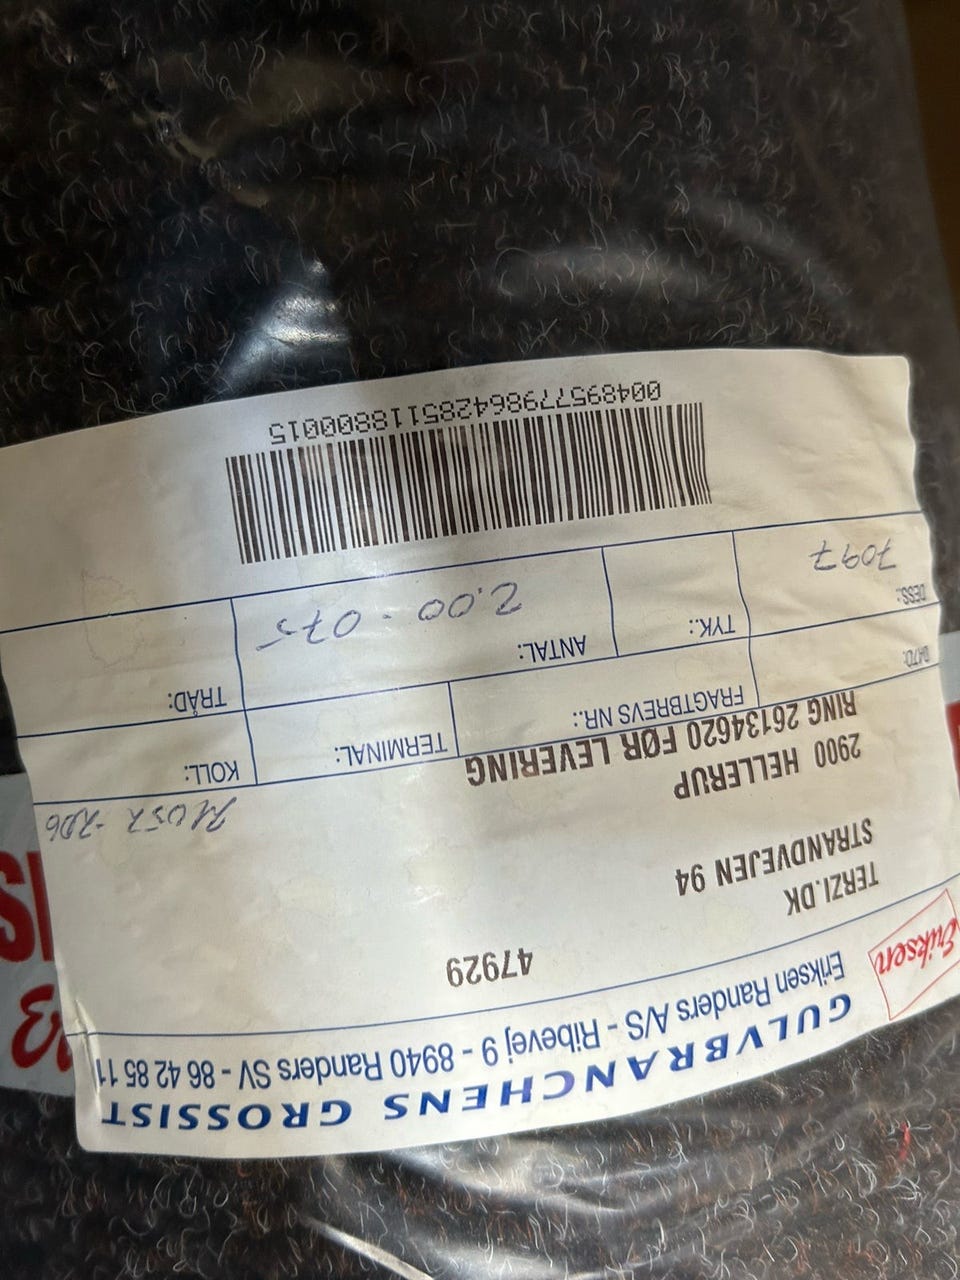 GULVBRANCHENS GROSSIST
Eriksen Randers A/S - Ribevej 9 - 8940 Randers SV - 86 42 85 11
Eriksen
47929
TERZI.DK
STRANDVEJEN 94
2900 HELLERUP
RING 26134620 FØR LEVERING
KOLL:
TERMINAL:
FRAGTBREVS NR.:
DATO:
TRÅD:
ANTAL:
2.00 - 075
TYK.:
DESS.:
7097
004895779864285118800015